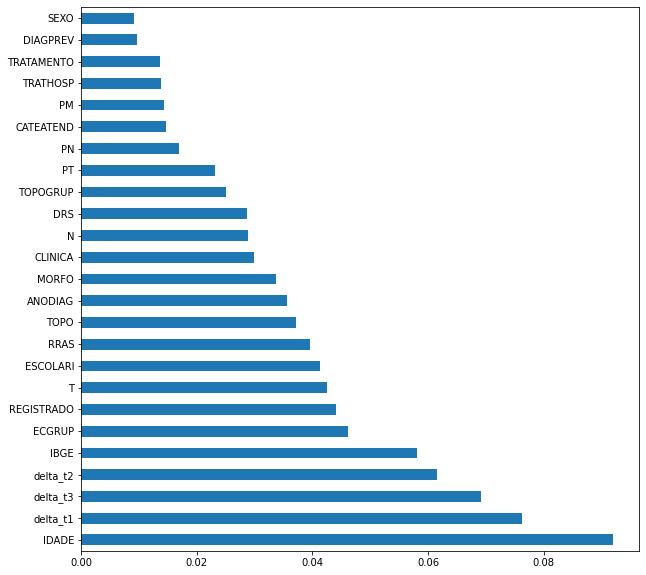 SEXO
DIAGPREV
TRATAMENTO
TRATHOSP
PM
CATEATEND
PN
PT
TOPOGRUP
DRS
N
CLINICA
MORFO
ANODIAG
TOPO
RRAS
ESCOLARI
T
REGISTRADO
ECGRUP
IBGE
delta_t2
delta_t3
delta_t1
IDADE
0.00 0.02 0.04 0.06 0.08